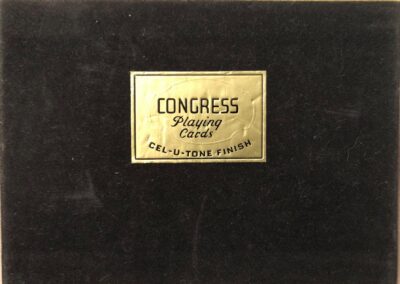 CONGRESS
Playing
Cards
CEL-U-TONE FINISH